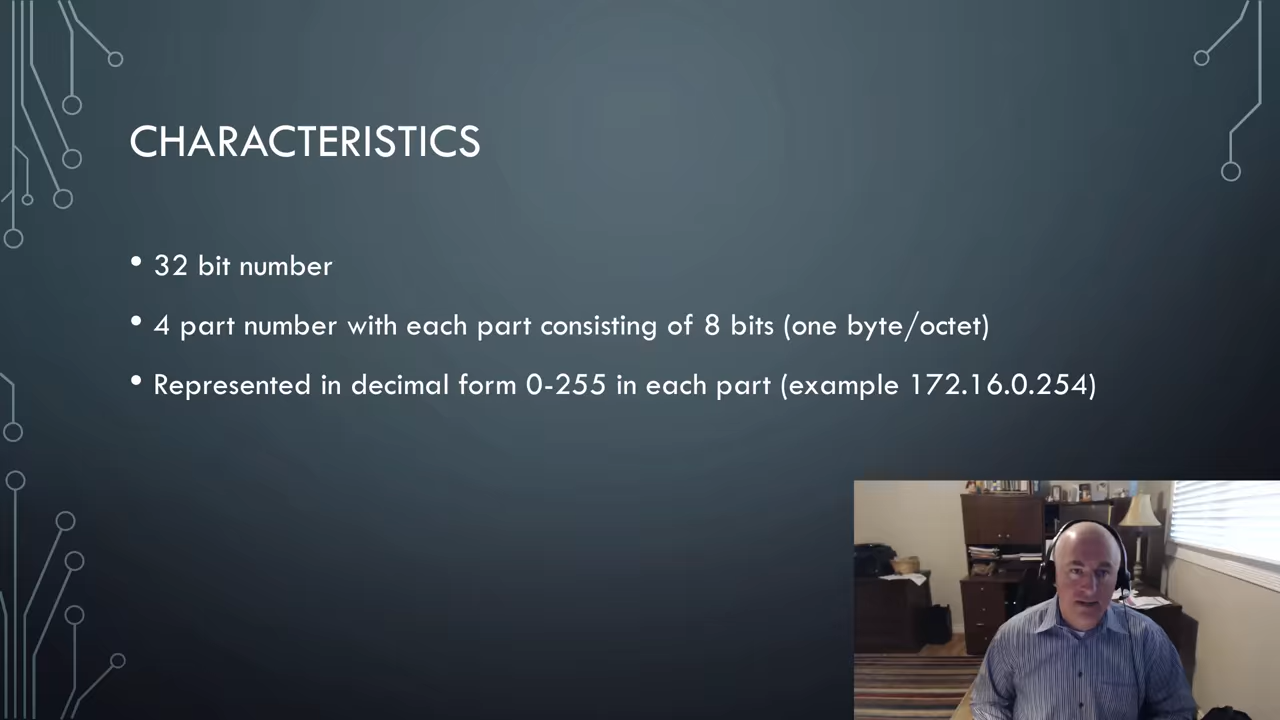 CHARACTERISTICS
• 32 bit number
• 4 part number with each part consisting of 8 bits (one byte/octet)
• Represented in decimal form 0-255 in each part (example 172.16.0.254)